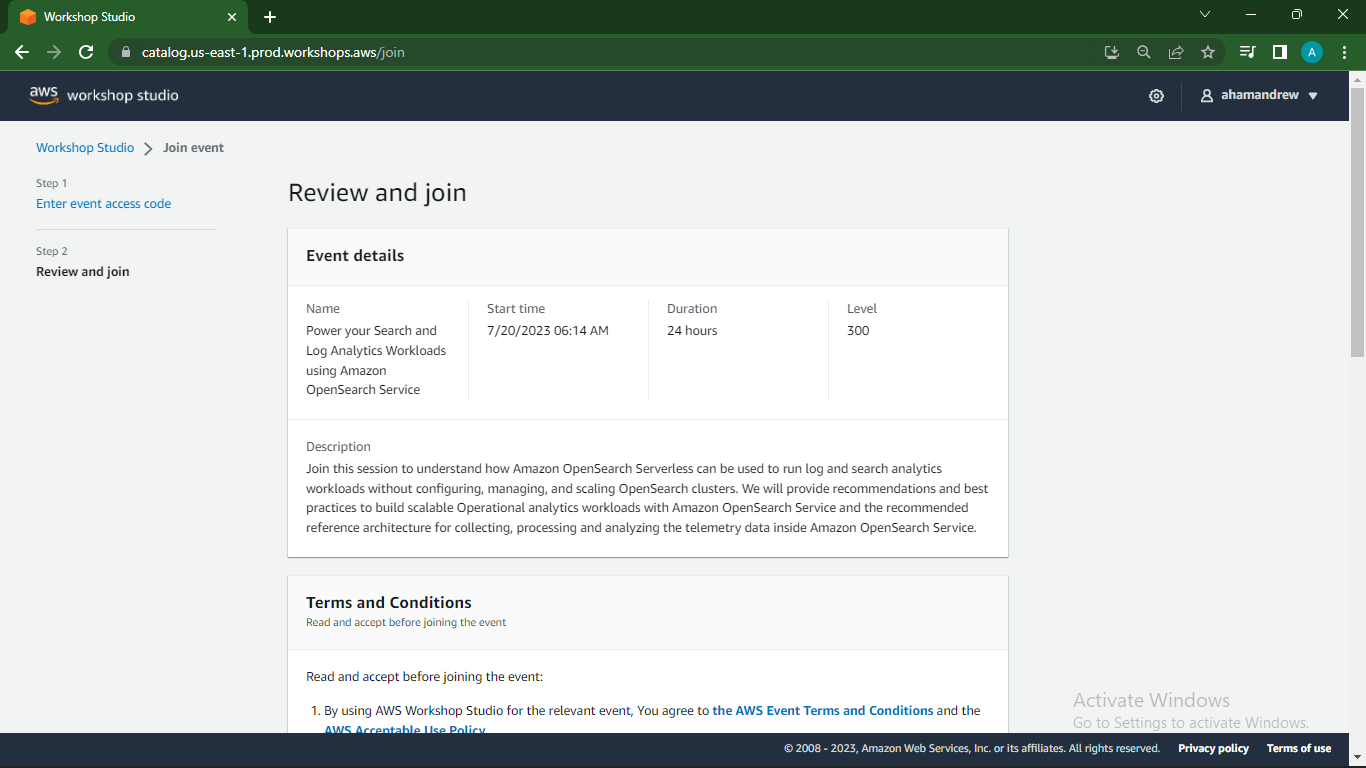 Workshop Studio
catalog.us-east-1.prod.workshops.aws/join
A
aws workshop studio
ahamandrew
Workshop Studio > Join event
Step 1
Enter event access code
Step 2
Review and join
Review and join
Event details
Name
Power your Search and
Log Analytics Workloads
using Amazon
OpenSearch Service
Start time
7/20/2023 06:14 AM
Duration
24 hours
Level
300
Description
Join this session to understand how Amazon OpenSearch Serverless can be used to run log and search analytics
workloads without configuring, managing, and scaling OpenSearch clusters. We will provide recommendations and best
practices to build scalable Operational analytics workloads with Amazon OpenSearch Service and the recommended
reference architecture for collecting, processing and analyzing the telemetry data inside Amazon OpenSearch Service.
Terms and Conditions
Read and accept before joining the event
Read and accept before joining the event:
1. By using AWS Workshop Studio for the relevant event, You agree to the AWS Event Terms and Conditions and the
AWS Acceptable Use Policy
Activate Windows
Go to Settings to activate Windows.
© 2008 - 2023, Amazon Web Services, Inc. or its affiliates. All rights reserved. Privacy policy Terms of use